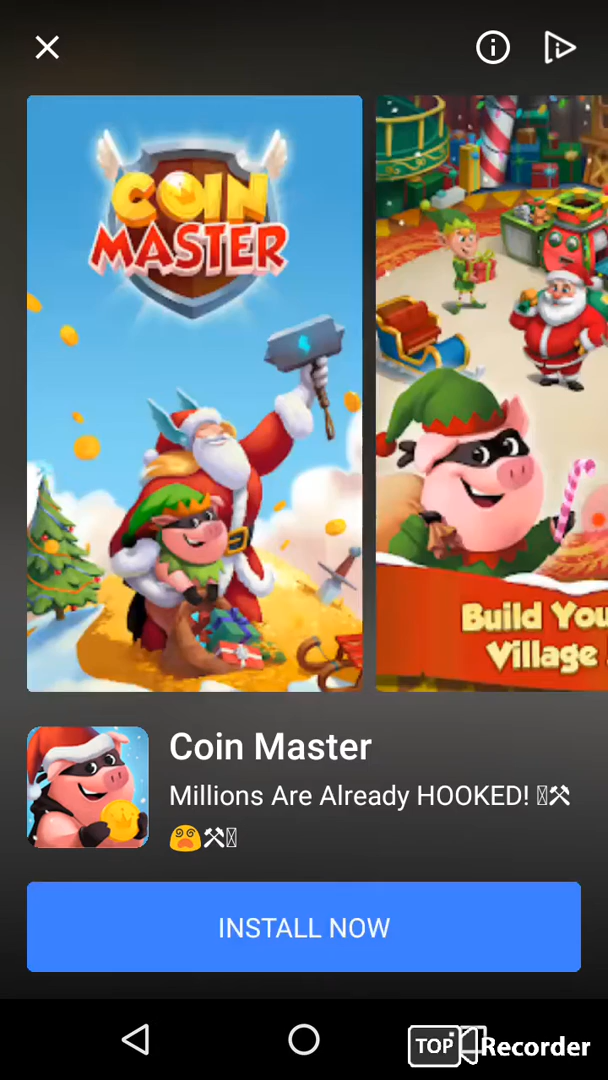 COIN
MASTER
Build You
Village
Coin Master
Millions Are Already HOOKED! ⚒
😵⚒
INSTALL NOW
TOP Recorder